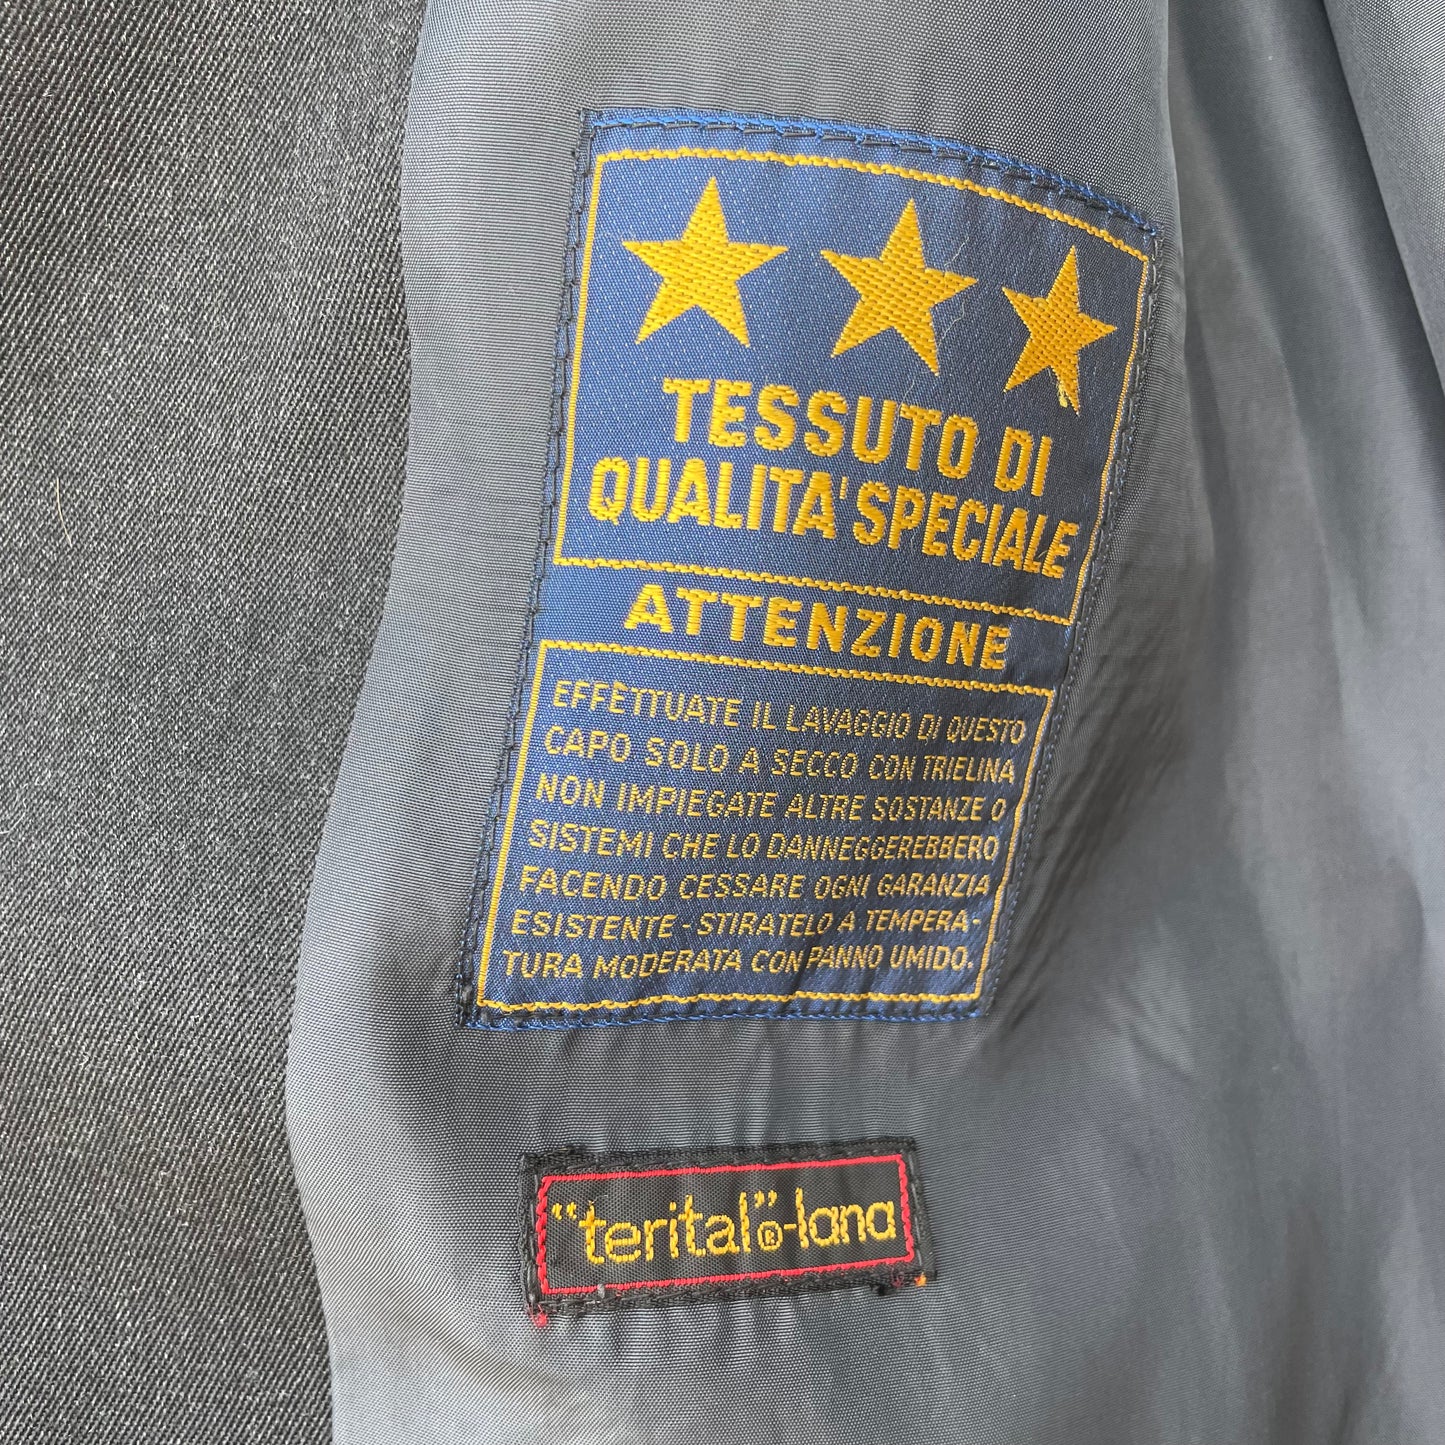 TESSUTO DI
QUALITA' SPECIALE
ATTENZIONE
EFFETTUATE IL LAVAGGIO DI QUESTO
CAPO SOLO A SECCO CON TRIELINA
NON IMPIEGATE ALTRE SOSTANZE O
SISTEMI CHE LO DANNEGGEREBBERO
FACENDO CESSARE OGNI GARANZIA
ESISTENTE - STIRATELO A TEMPERA-
TURA MODERATA CON PANNO UMIDO.
"terital"®-lana